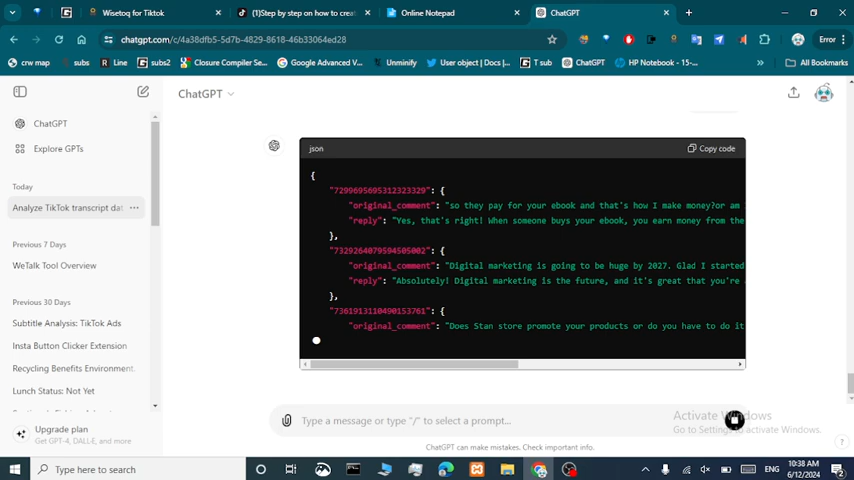 Wisetoq for Tiktok
(1)Step by step on how to creat
Online Notepad
ChatGPT
chatgpt.com/c/4a38dfb5-5d7b-4829-8618-46b33064ed28
Error
crw map
subs
Line
subs2
Closure Compiler Se...
Google Advanced V...
Unminify
User object | Docs |...
T sub
ChatGPT
HP Notebook - 15-...
All Bookmarks
ChatGPT
ChatGPT
Explore GPTs
Today
Analyze TikTok transcript dat
Previous 7 Days
WeTalk Tool Overview
Previous 30 Days
Subtitle Analysis: TikTok Ads
Insta Button Clicker Extension
Recycling Benefits Environment.
Lunch Status: Not Yet
Upgrade plan
Get GPT-4, DALL·E, and more
json
Copy code
{
"7299695695312323329": {
"original_comment": "so they pay for your ebook and that's how I make money?or am
"reply": "Yes, that's right! When someone buys your ebook, you earn money from the
},
"7329264079594505002": {
"original_comment": "Digital marketing is going to be huge by 2027. Glad I started
"reply": "Absolutely! Digital marketing is the future, and it's great that you're
},
"7361913110490153761": {
"original_comment": "Does Stan store promote your products or do you have to do it
Type a message or type "/" to select a prompt...
ChatGPT can make mistakes. Check important info.
Activate Windows
Go to Settings to activate Windows.
?
Type here to search
ENG
10:38 AM
6/12/2024
2